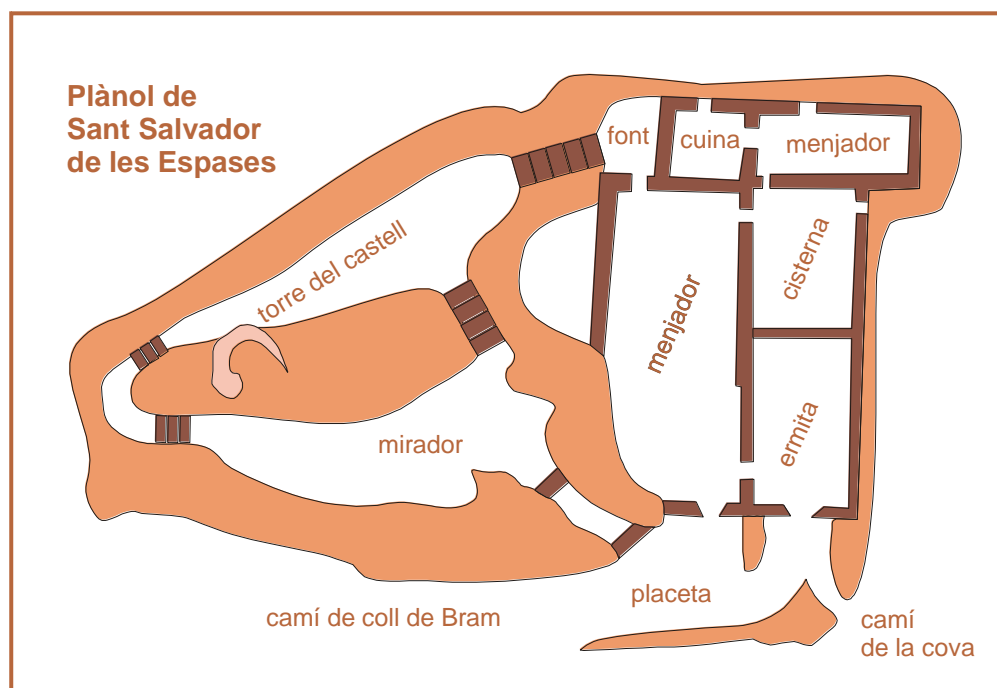 Plànol de
Sant Salvador
de les Espases
font
cuina
menjador
torre del castell
cisterna
menjador
mirador
ermita
placeta
camí de coll de Bram
camí
de la cova